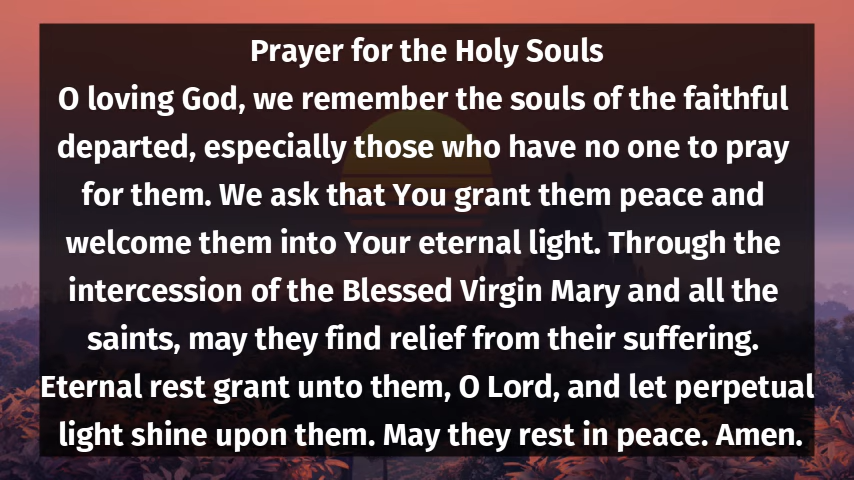 Prayer for the Holy Souls
O loving God, we remember the souls of the faithful
departed, especially those who have no one to pray
for them. We ask that You grant them peace and
welcome them into Your eternal light. Through the
intercession of the Blessed Virgin Mary and all the
saints, may they find relief from their suffering.
Eternal rest grant unto them, O Lord, and let perpetual
light shine upon them. May they rest in peace. Amen.